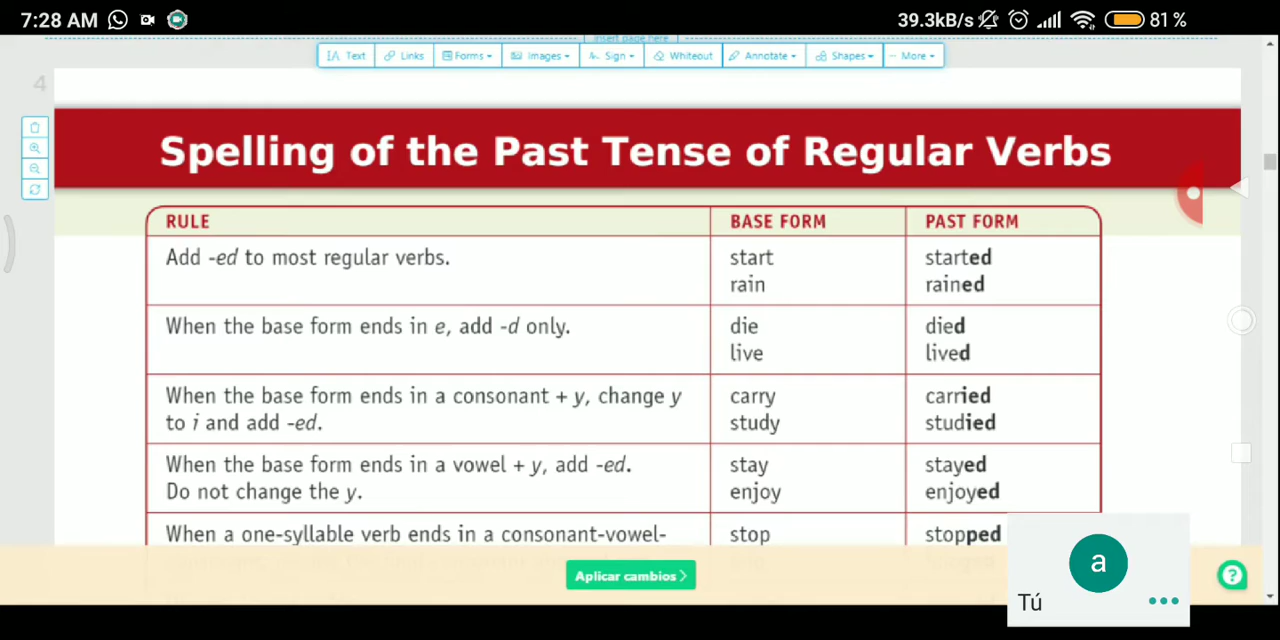 7:28 AM
39.3kB/s
81 %
Insert page here
Text Links Forms Images Sign Whiteout Annotate Shapes More
4
Spelling of the Past Tense of Regular Verbs
RULE BASE FORM PAST FORM
Add -ed to most regular verbs. start started
rain rained
When the base form ends in e, add -d only. die died
live lived
When the base form ends in a consonant + y, change y carry carried
to i and add -ed. study studied
When the base form ends in a vowel + y, add -ed. stay stayed
Do not change the y. enjoy enjoyed
When a one-syllable verb ends in a consonant-vowel- stop stopped
Aplicar cambios
a
Tú
?